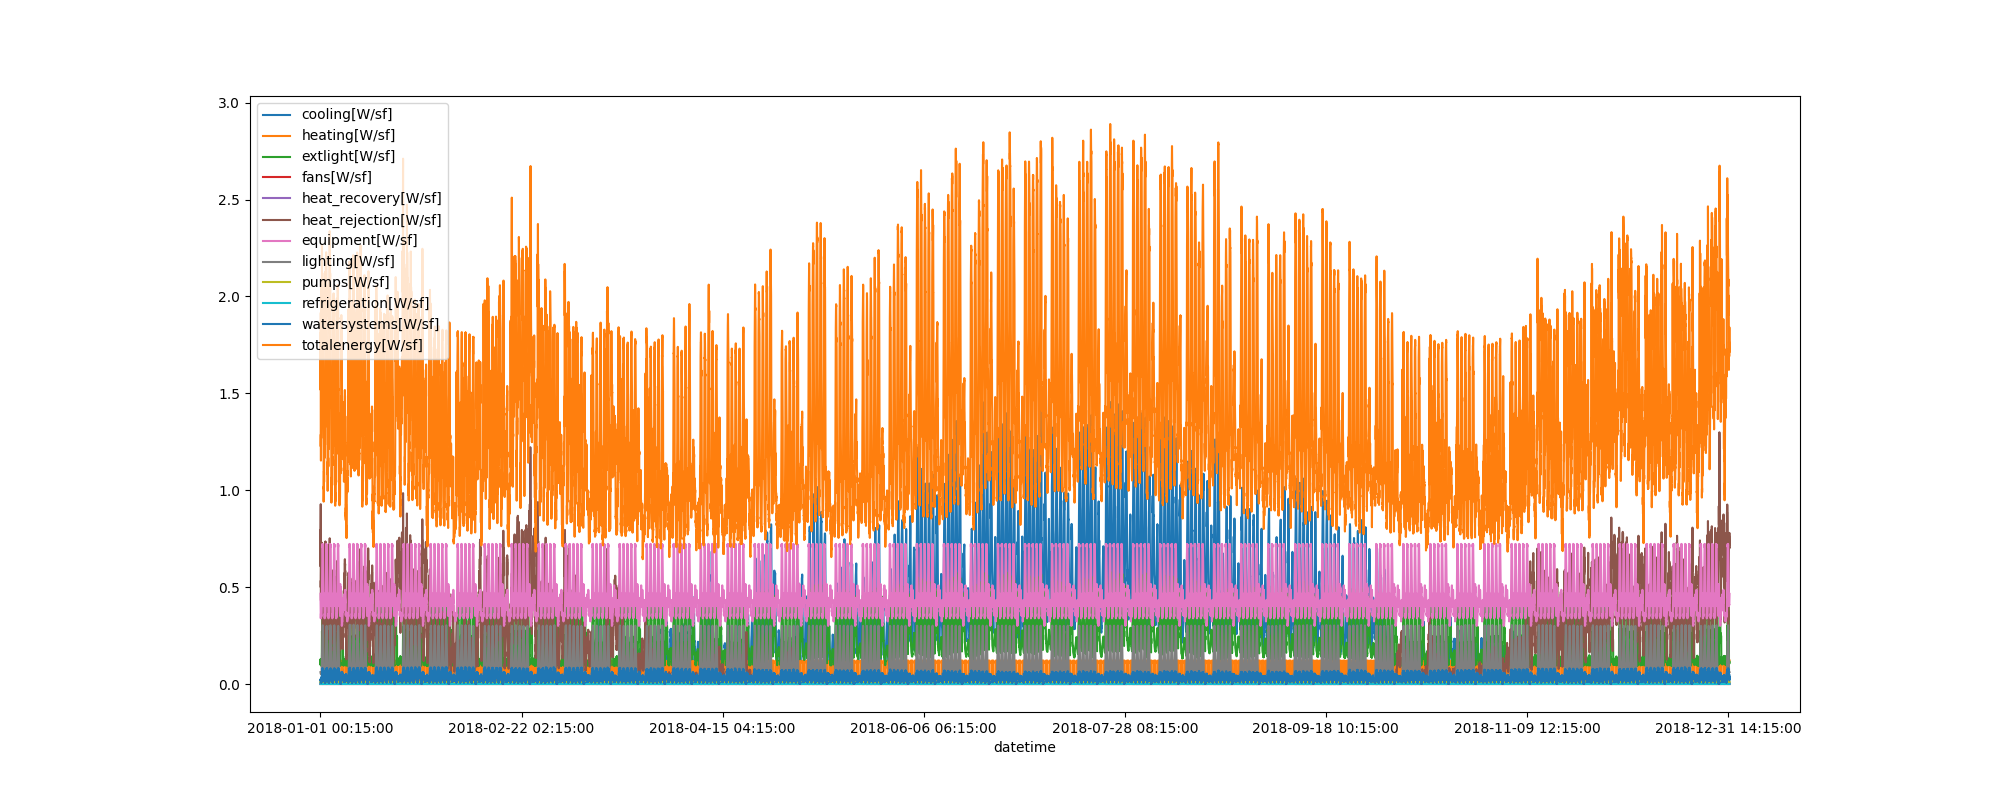 3.0
2.5
2.0
1.5
1.0
0.5
0.0
cooling[W/sf]
heating[W/sf]
extlight[W/sf]
fans[W/sf]
heat_recovery[W/sf]
heat_rejection[W/sf]
equipment[W/sf]
lighting[W/sf]
pumps[W/sf]
refrigeration[W/sf]
watersystems[W/sf]
totalenergy[W/sf]
2018-01-01 00:15:00 2018-02-22 02:15:00 2018-04-15 04:15:00 2018-06-06 06:15:00 2018-07-28 08:15:00 2018-09-18 10:15:00 2018-11-09 12:15:00 2018-12-31 14:15:00
datetime